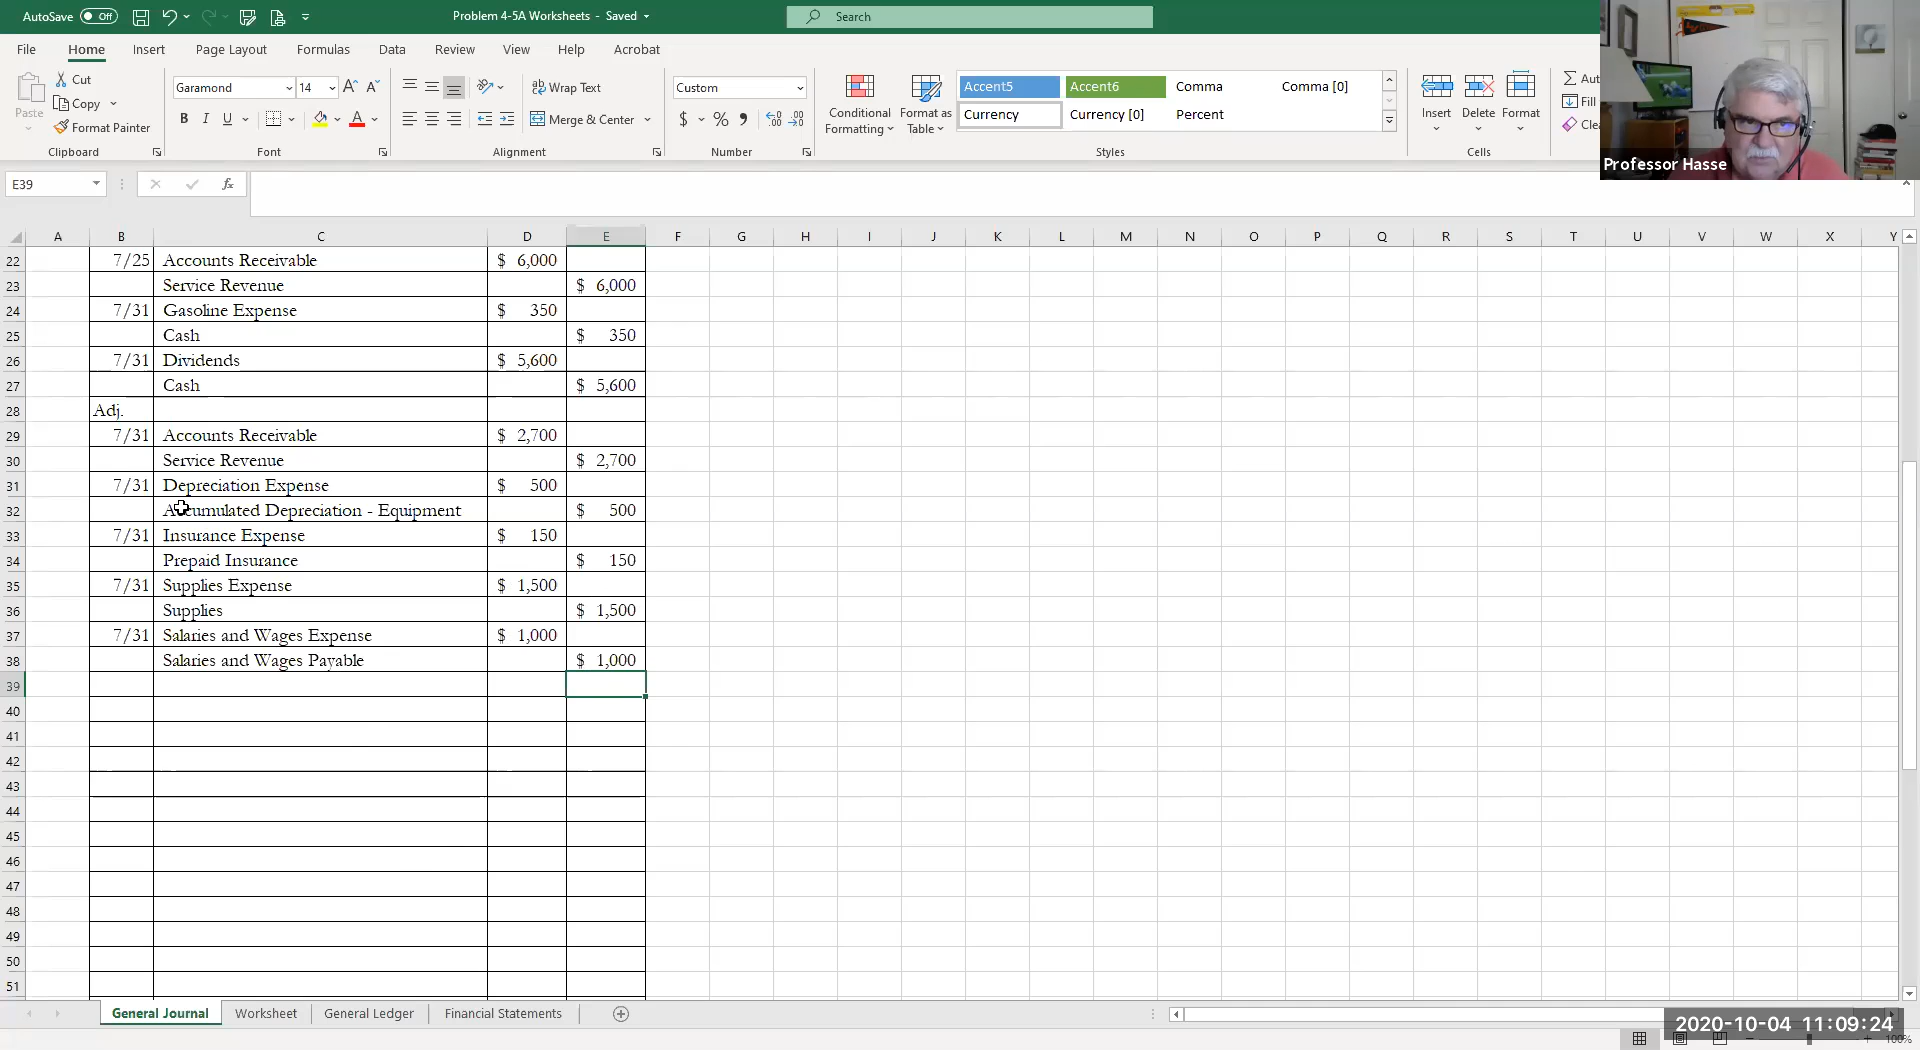 AutoSave Off Problem 4-5A Worksheets - Saved Search
File Home Insert Page Layout Formulas Data Review View Help Acrobat
Paste Cut Copy Format Painter Clipboard
Garamond 14 A A B I U A Font
Wrap Text Merge & Center Alignment
Custom $ % Number
Conditional Formatting Format as Table Accent5 Accent6 Comma Comma [0]
Currency Currency [0] Percent Styles
Insert Delete Format Cells
Fill
Professor Hasse
E39 fx
A B C D E F G H I J K L M N O P Q R S T U V W X Y
22 7/25 Accounts Receivable $ 6,000
23 Service Revenue $ 6,000
24 7/31 Gasoline Expense $ 350
25 Cash $ 350
26 7/31 Dividends $ 5,600
27 Cash $ 5,600
28 Adj.
29 7/31 Accounts Receivable $ 2,700
30 Service Revenue $ 2,700
31 7/31 Depreciation Expense $ 500
32 Accumulated Depreciation - Equipment $ 500
33 7/31 Insurance Expense $ 150
34 Prepaid Insurance $ 150
35 7/31 Supplies Expense $ 1,500
36 Supplies $ 1,500
37 7/31 Salaries and Wages Expense $ 1,000
38 Salaries and Wages Payable $ 1,000
39
40
41
42
43
44
45
46
47
48
49
50
51
General Journal Worksheet General Ledger Financial Statements
2020-10-04 11:09:24
100%